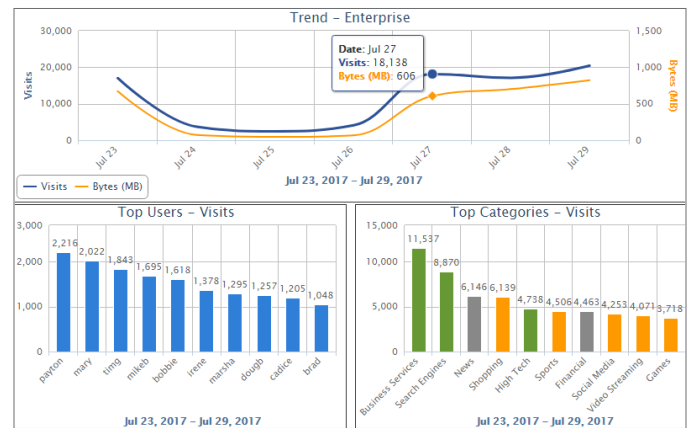 Trend – Enterprise
30,000
20,000
10,000
0
Visits
1,500
1,000
500
0
Bytes (MB)
Date: Jul 27
Visits: 18,138
Bytes (MB): 606
Jul 23
Jul 24
Jul 25
Jul 26
Jul 27
Jul 28
Jul 29
Jul 23, 2017 – Jul 29, 2017
Visits
Bytes (MB)
Top Users – Visits
3,000
2,000
1,000
0
2,216
2,022
1,843
1,695
1,618
1,378
1,295
1,257
1,205
1,048
payton
mary
timg
mikeb
bobbie
irene
marsha
dougb
cadice
brad
Jul 23, 2017 – Jul 29, 2017
Top Categories – Visits
15,000
10,000
5,000
0
11,537
8,870
6,146
6,139
4,738
4,506
4,463
4,253
4,071
3,718
Business Services
Search Engines
News
Shopping
High Tech
Sports
Financial
Social Media
Video Streaming
Games
Jul 23, 2017 – Jul 29, 2017